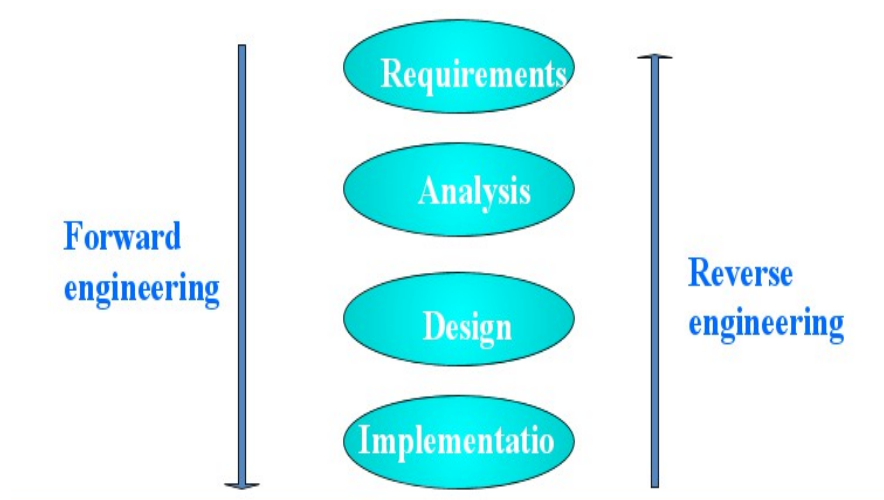 Requirements
Analysis
Forward
engineering
Reverse
engineering
Design
Implementatio